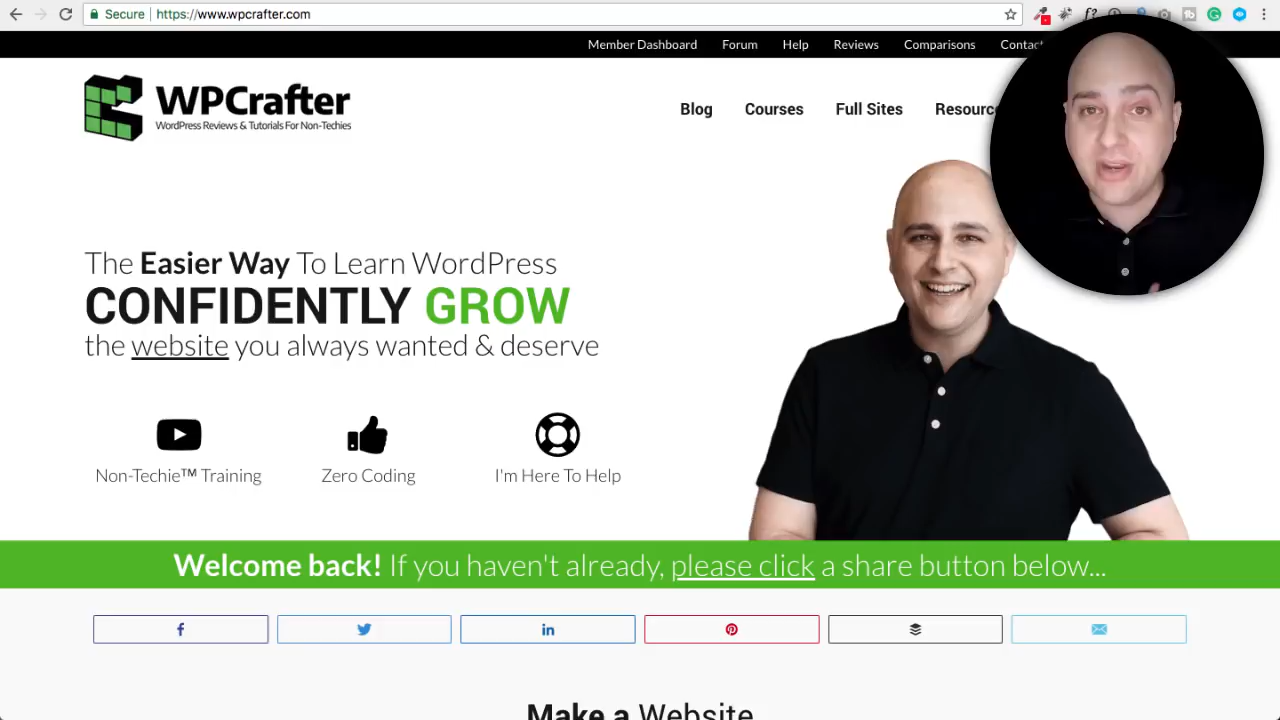 Secure https://www.wpcrafter.com
Member Dashboard Forum Help Reviews Comparisons
WPCrafter
WordPress Reviews & Tutorials For Non-Techies
Blog Courses Full Sites
The Easier Way To Learn WordPress
CONFIDENTLY GROW
the website you always wanted & deserve
Non-Techie™ Training Zero Coding I'm Here To Help
Welcome back! If you haven't already, please click a share button below...
Make a Website